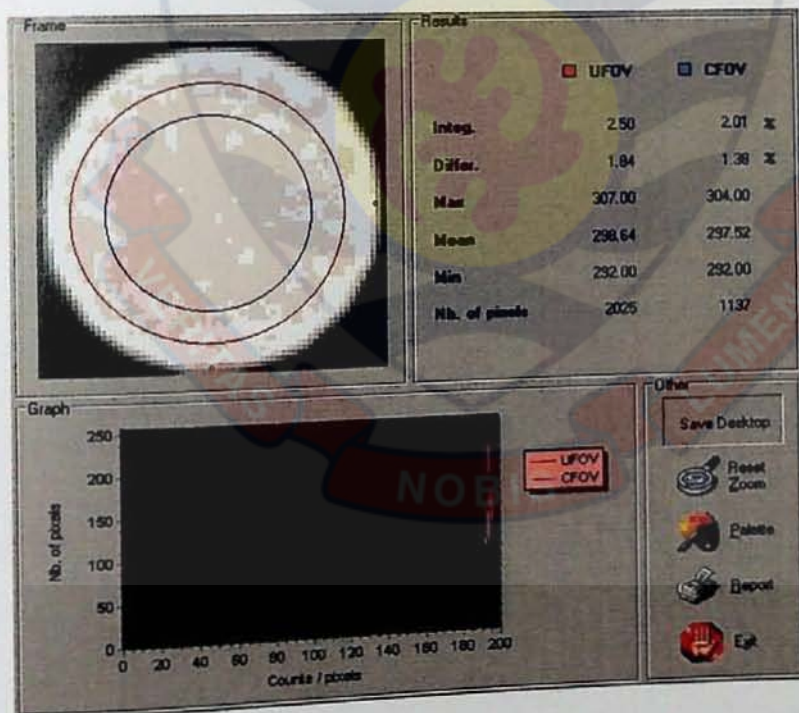 Frame
Results
UFOV CFOV
Integ. 2.50 2.01 %
Differ. 1.84 1.38 %
Max 307.00 304.00
Mean 298.64 297.52
Min 292.00 292.00
Nb. of pixels 2025 1137
Graph
250
200
150
100
50
0
Nb. of pixels
0 20 40 60 80 100 120 140 160 180 200
Counts / pixels
UFOV
CFOV
Other
Save Desktop
Reset
Zoom
Palette
Report
Exit